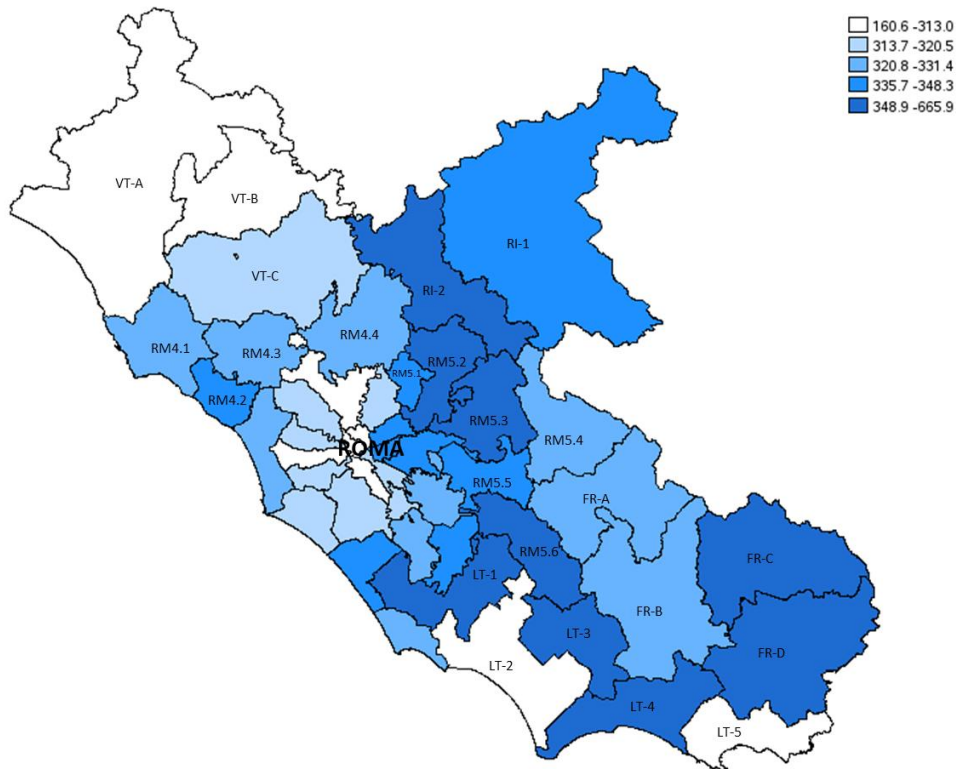 160.6 -313.0
313.7 -320.5
320.8 -331.4
335.7 -348.3
348.9 -665.9
VT-A
VT-B
RI-1
VT-C
RI-2
RM4.4
RM4.1
RM4.3
RM5.2
RM5.1
RM4.2
RM5.3
RM5.4
ROMA
RM5.5
FR-A
RM5.6
FR-C
LT-1
FR-B
LT-3
FR-D
LT-2
LT-4
LT-5